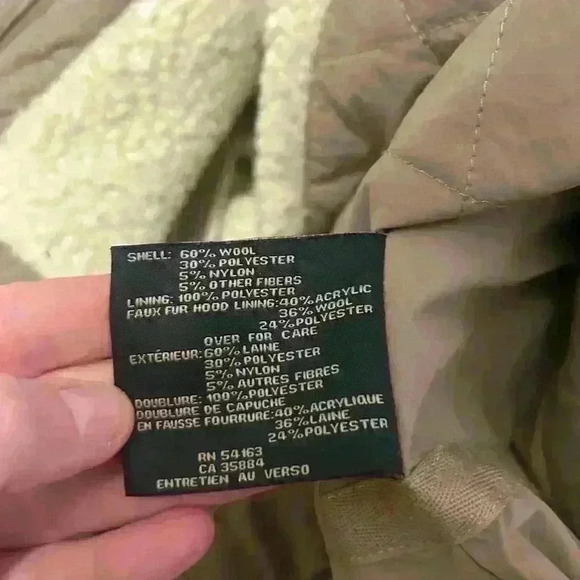 SHELL: 60% WOOL
30% POLYESTER
5% NYLON
5% OTHER FIBERS
LINING: 100% POLYESTER
FAUX FUR HOOD LINING: 40% ACRYLIC
36% WOOL
24% POLYESTER
OVER FOR CARE
EXTÉRIEUR: 60% LAINE
30% POLYESTER
5% NYLON
5% AUTRES FIBRES
DOUBLURE: 100% POLYESTER
DOUBLURE DE CAPUCHE
EN FAUSSE FOURRURE: 40% ACRYLIQUE
36% LAINE
24% POLYESTER
RN 54163
CA 35884
ENTRETIEN AU VERSO